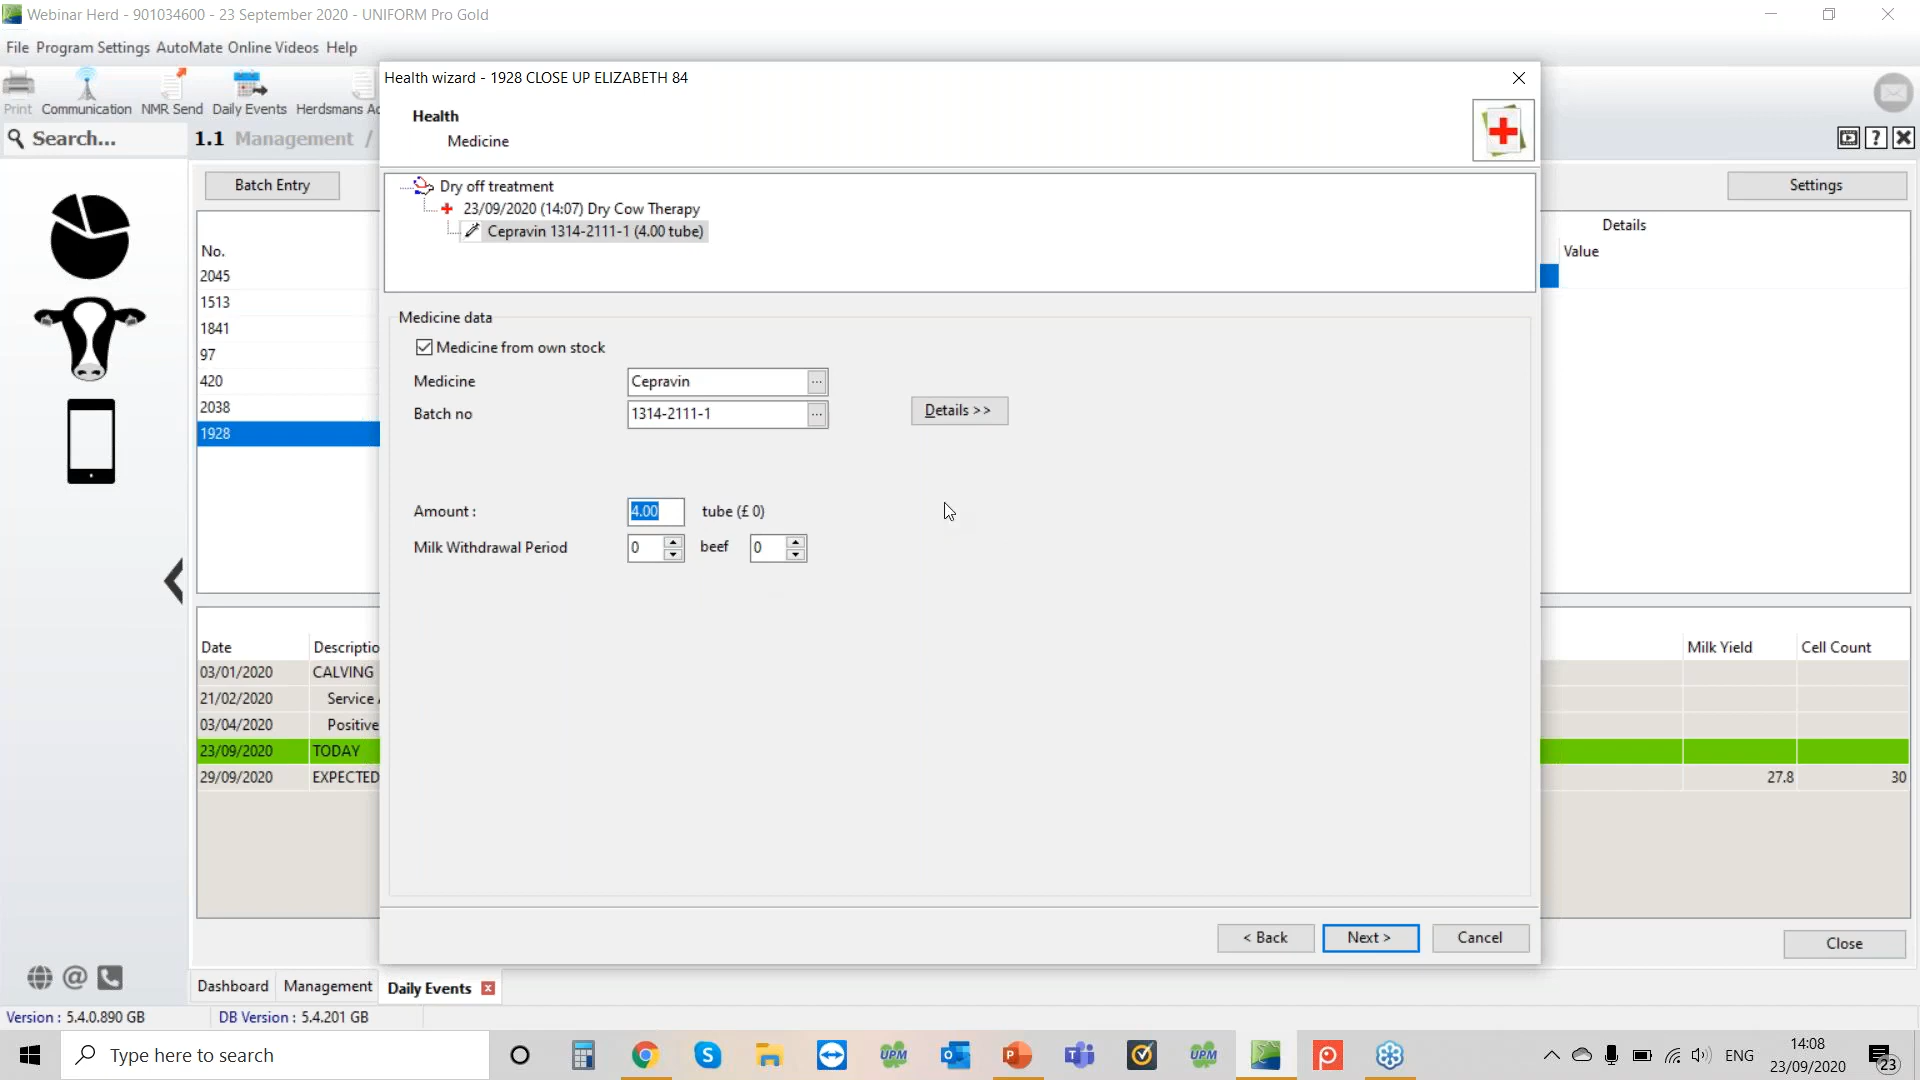 Webinar Herd - 901034600 - 23 September 2020 - UNIFORM Pro Gold
File Program Settings AutoMate Online Videos Help
Print Communication NMR Send Daily Events Herdsmans Ac
Search...
1.1 Management /
Batch Entry
Settings
Health wizard - 1928 CLOSE UP ELIZABETH 84
Health
Medicine
Dry off treatment
23/09/2020 (14:07) Dry Cow Therapy
Cepravin 1314-2111-1 (4.00 tube)
No.
2045
1513
1841
97
420
2038
1928
Details
Value
Medicine data
Medicine from own stock
Medicine Cepravin ...
Batch no 1314-2111-1 ...
Details >>
Amount : 4.00 tube (£ 0)
Milk Withdrawal Period 0 beef 0
Date Descriptio Milk Yield Cell Count
03/01/2020 CALVING
21/02/2020 Service
03/04/2020 Positive
23/09/2020 TODAY
29/09/2020 EXPECTED 27.8 30
< Back Next > Cancel
Close
Dashboard Management Daily Events
Version : 5.4.0.890 GB DB Version : 5.4.201 GB
Type here to search
UPM
UPM
ENG
14:08
23/09/2020
23